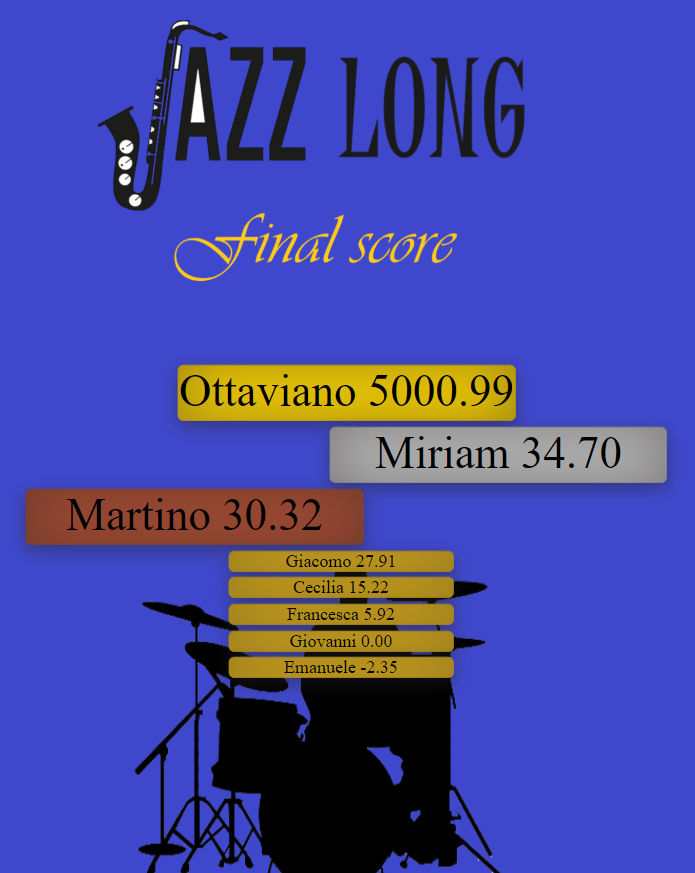 JAZZ LONG
Final score
Ottaviano 5000.99
Miriam 34.70
Martino 30.32
Giacomo 27.91
Cecilia 15.22
Francesca 5.92
Giovanni 0.00
Emanuele -2.35